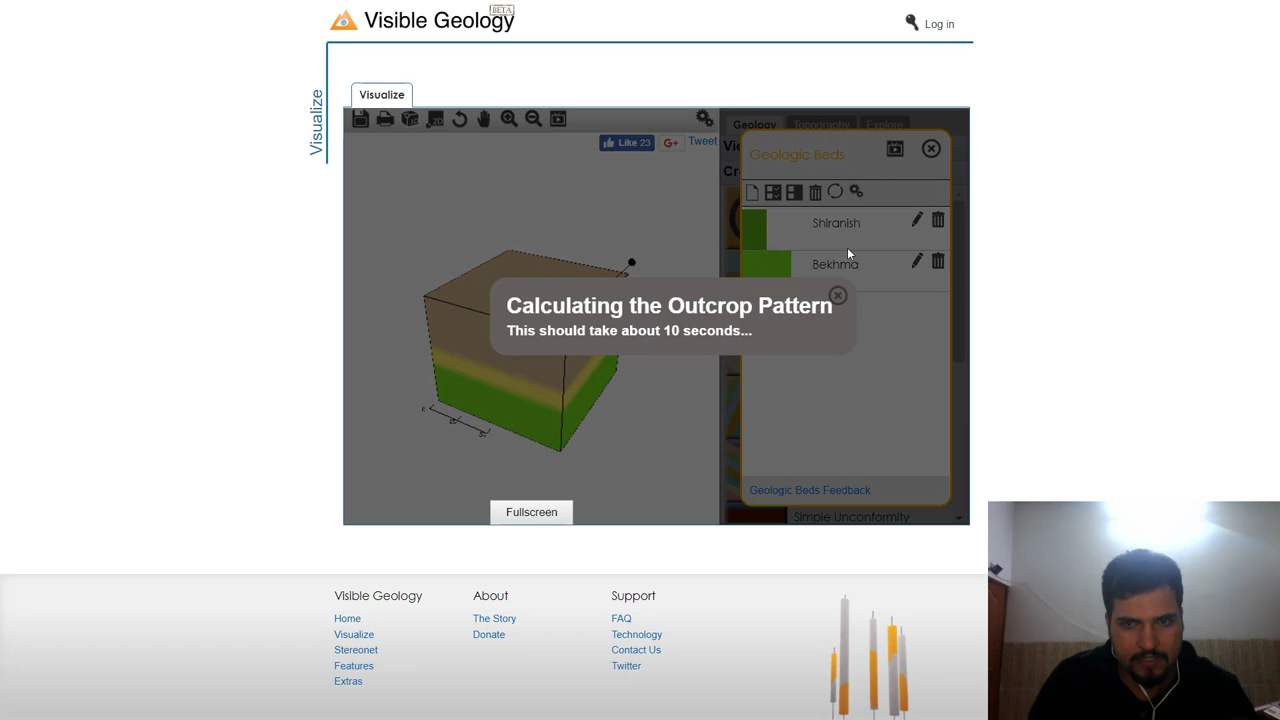 BETA
Visible Geology
Log in
Visualize
Visualize
Like 23
G+
Tweet
Geology
Topography
Explore
Geologic Beds
Shiranish
Bekhma
Calculating the Outcrop Pattern
This should take about 10 seconds...
Geologic Beds Feedback
Simple Unconformity
Fullscreen
Visible Geology
About
Support
Home
The Story
FAQ
Visualize
Donate
Technology
Stereonet
Contact Us
Features
Twitter
Extras